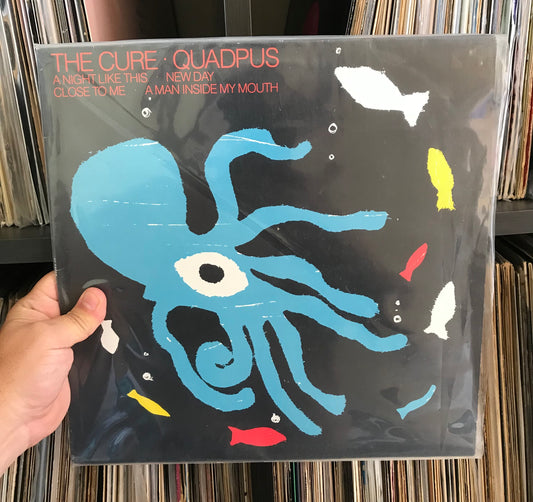 THE CURE · QUADPUS
A NIGHT LIKE THIS · NEW DAY
CLOSE TO ME · A MAN INSIDE MY MOUTH